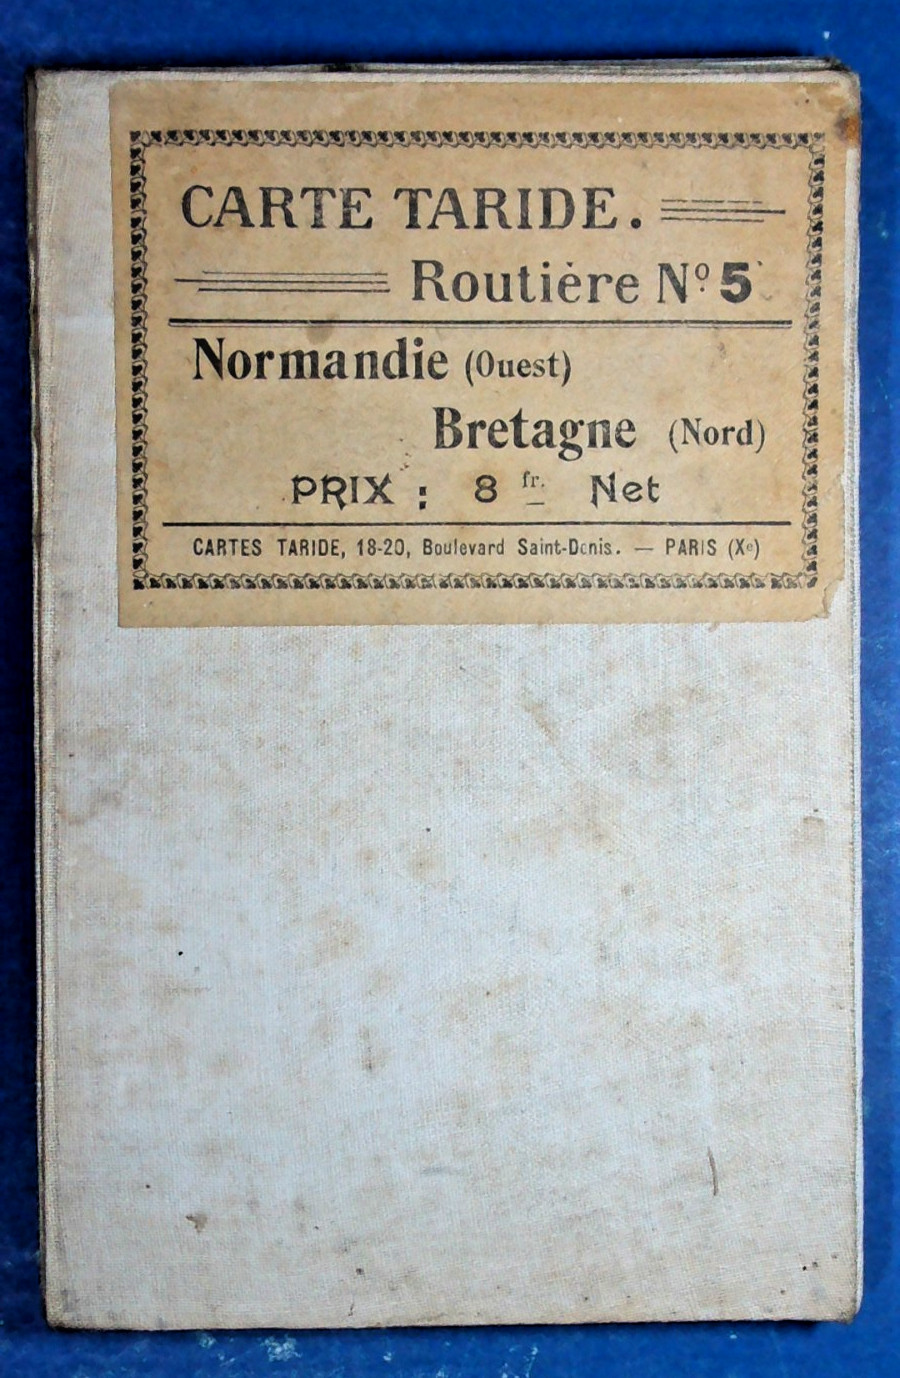 CARTE TARIDE.
Routière Nº 5
Normandie (Ouest)
Bretagne (Nord)
PRIX : 8 fr. Net
CARTES TARIDE, 18-20, Boulevard Saint-Denis. — PARIS (Xe)